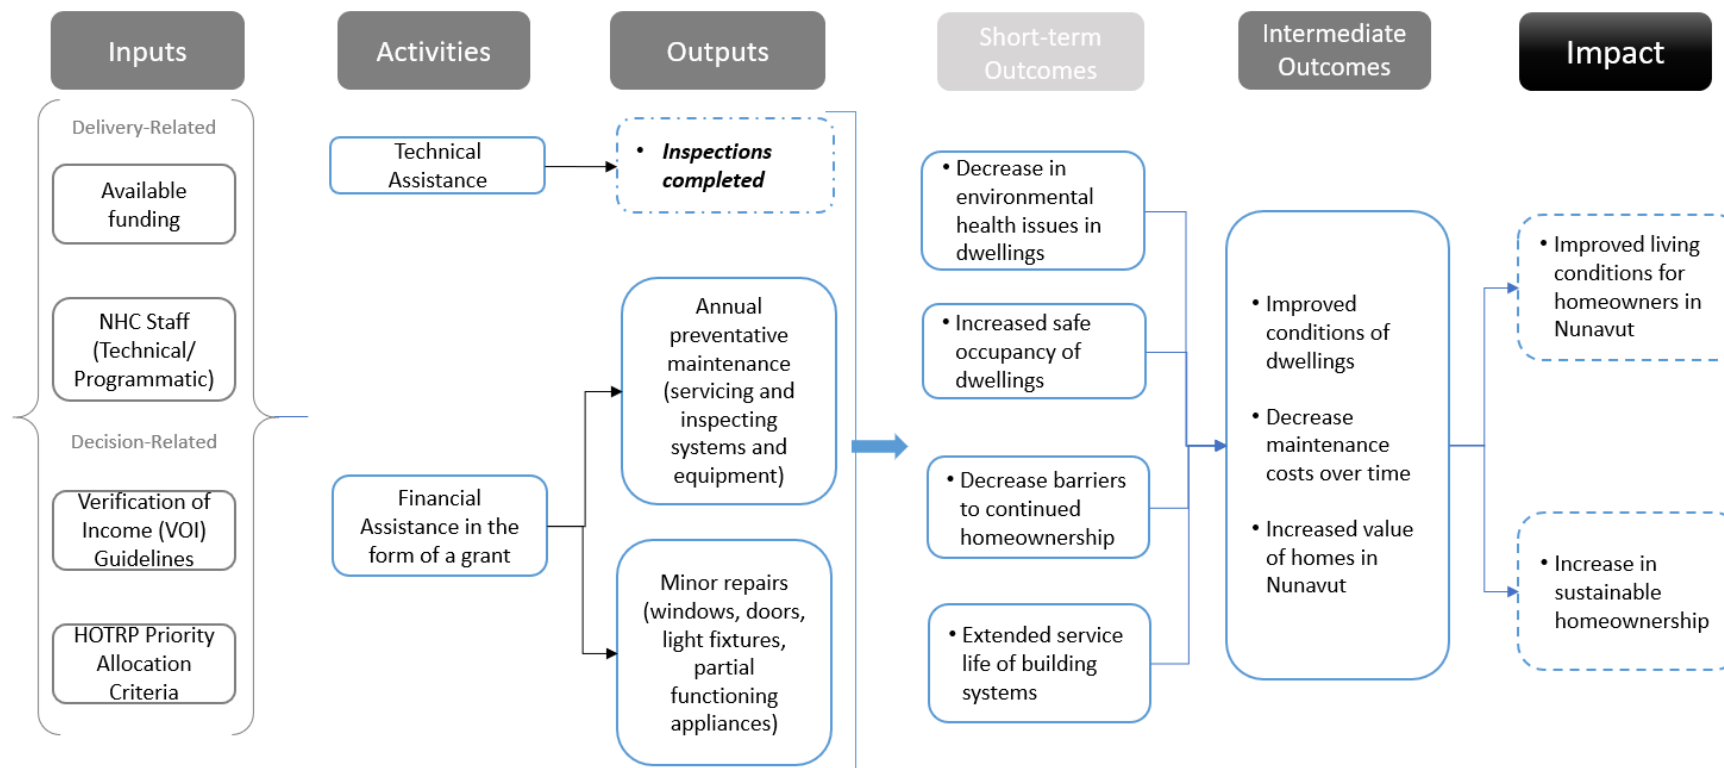 Inputs
Activities
Outputs
Short-term
Outcomes
Intermediate
Outcomes
Impact
Delivery-Related
Available
funding
NHC Staff
(Technical/
Programmatic)
Decision-Related
Verification of
Income (VOI)
Guidelines
HOTRP Priority
Allocation
Criteria
Technical
Assistance
Financial
Assistance in the
form of a grant
• Inspections
completed
Annual
preventative
maintenance
(servicing and
inspecting
systems and
equipment)
Minor repairs
(windows, doors,
light fixtures,
partial
functioning
appliances)
• Decrease in
environmental
health issues in
dwellings
• Increased safe
occupancy of
dwellings
• Decrease barriers
to continued
homeownership
• Extended service
life of building
systems
• Improved
conditions of
dwellings
• Decrease
maintenance
costs over time
• Increased value
of homes in
Nunavut
• Improved living
conditions for
homeowners in
Nunavut
• Increase in
sustainable
homeownership